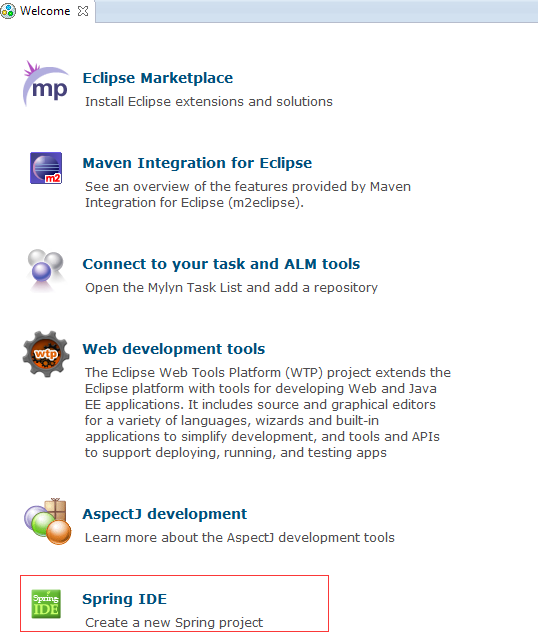 Welcome
mp
Eclipse Marketplace
Install Eclipse extensions and solutions
m2
Maven Integration for Eclipse
See an overview of the features provided by Maven
Integration for Eclipse (m2eclipse).
Connect to your task and ALM tools
Open the Mylyn Task List and add a repository
wtp
Web development tools
The Eclipse Web Tools Platform (WTP) project extends the
Eclipse platform with tools for developing Web and Java
EE applications. It includes source and graphical editors
for a variety of languages, wizards and built-in
applications to simplify development, and tools and APIs
to support deploying, running, and testing apps
AspectJ development
Learn more about the AspectJ development tools
Spring
IDE
Spring IDE
Create a new Spring project